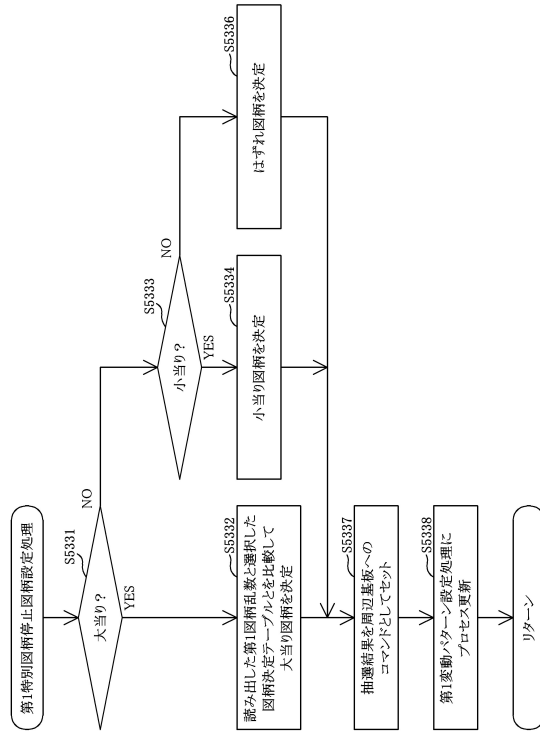 第1特別図柄停止図柄設定処理
S5331
大当り?
NO
YES
S5333
小当り?
NO
YES
S5332
読み出した第1図柄乱数と選択した
図柄決定テーブルとを比較して
大当り図柄を決定
S5334
小当り図柄を決定
S5336
はずれ図柄を決定
S5337
抽選結果を周辺基板への
コマンドとしてセット
S5338
第1変動パターン設定処理に
プロセス更新
リターン